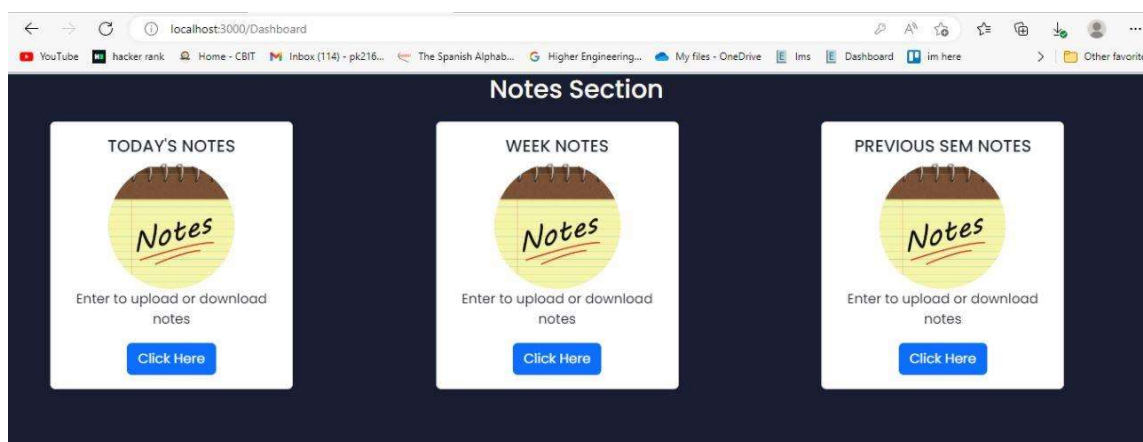 localhost:3000/Dashboard
YouTube hacker rank Home - CBIT Inbox (114) - pk216... The Spanish Alphab... Higher Engineering... My files - OneDrive Ims Dashboard im here Other favorite
Notes Section
TODAY'S NOTES
Notes
Enter to upload or download
notes
Click Here
WEEK NOTES
Notes
Enter to upload or download
notes
Click Here
PREVIOUS SEM NOTES
Notes
Enter to upload or download
notes
Click Here